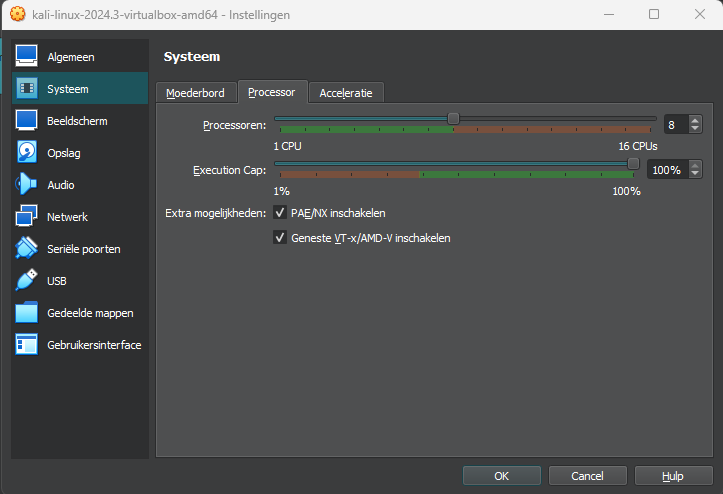 kali-linux-2024.3-virtualbox-amd64 - Instellingen
Algemeen
Systeem
Beeldscherm
Opslag
Audio
Netwerk
Seriële poorten
USB
Gedeelde mappen
Gebruikersinterface
Systeem
Moederbord Processor Acceleratie
Processoren: 8
1 CPU 16 CPUs
Execution Cap: 100%
1% 100%
Extra mogelijkheden: PAE/NX inschakelen
Geneste VT-x/AMD-V inschakelen
OK Cancel Hulp